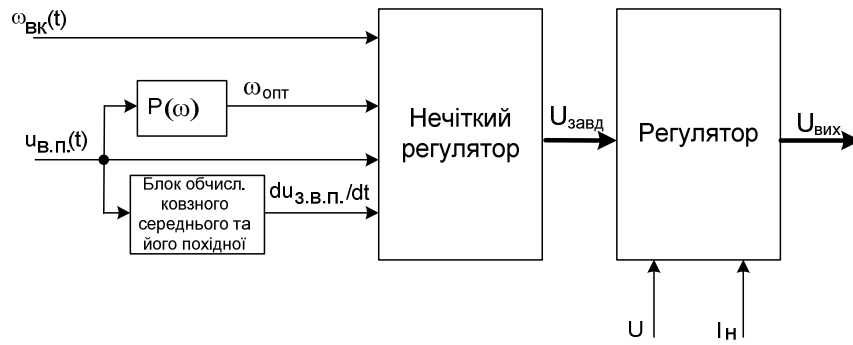 ωвк(t)
P(ω)
ωопт
uв.п.(t)
Блок обчисл.
ковзного
середнього та
його похідної
duз.в.п./dt
Нечіткий
регулятор
Uзавд
Регулятор
Uвих
U
Iн